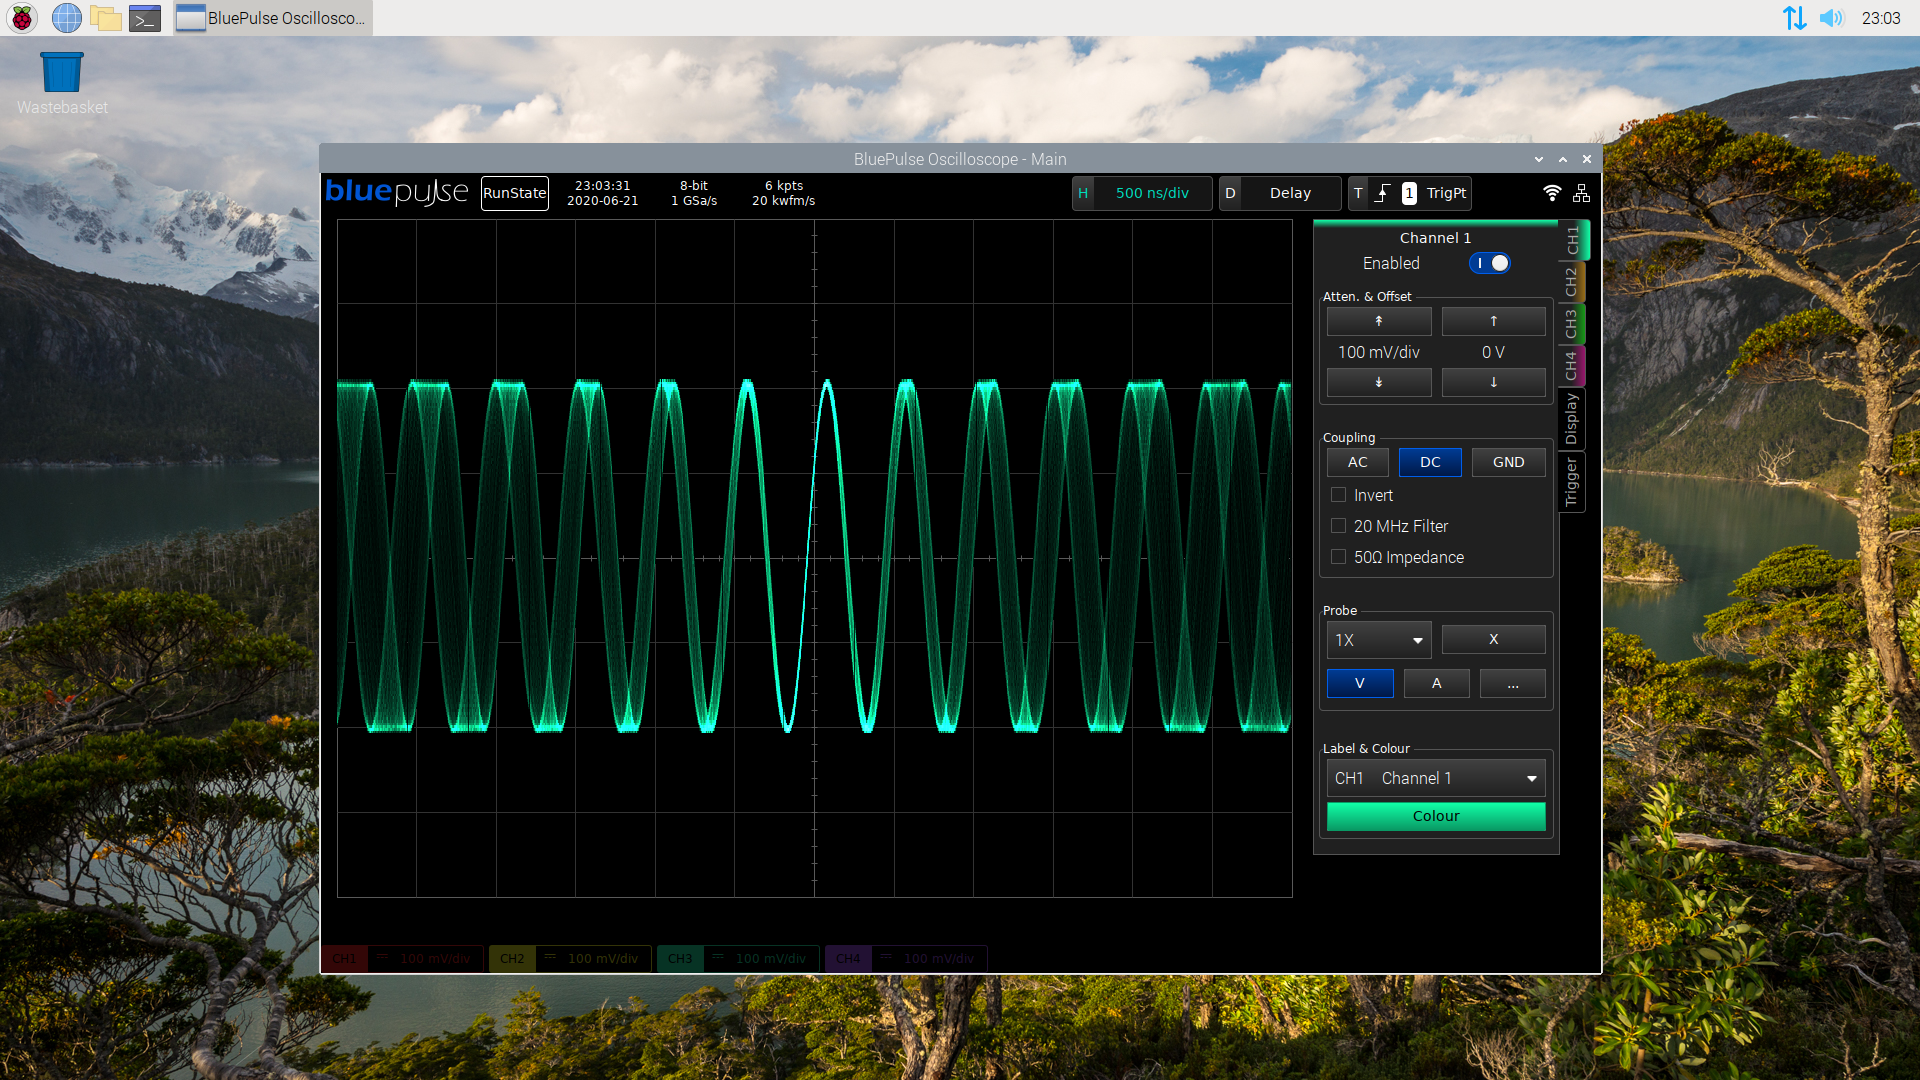 BluePulse Oscillosco...
23:03
Wastebasket
BluePulse Oscilloscope - Main
bluepulse
RunState
23:03:31
2020-06-21
8-bit
1 GSa/s
6 kpts
20 kwfm/s
H 500 ns/div
D Delay
T 1 TrigPt
Channel 1
Enabled
Atten. & Offset
100 mV/div 0 V
Coupling
AC DC GND
Invert
20 MHz Filter
50Ω Impedance
Probe
1X X
V A ...
Label & Colour
CH1 Channel 1
Colour
CH1
CH2
CH3
CH4
Display
Trigger
CH1 100 mV/div
CH2 100 mV/div
CH3 100 mV/div
CH4 100 mV/div